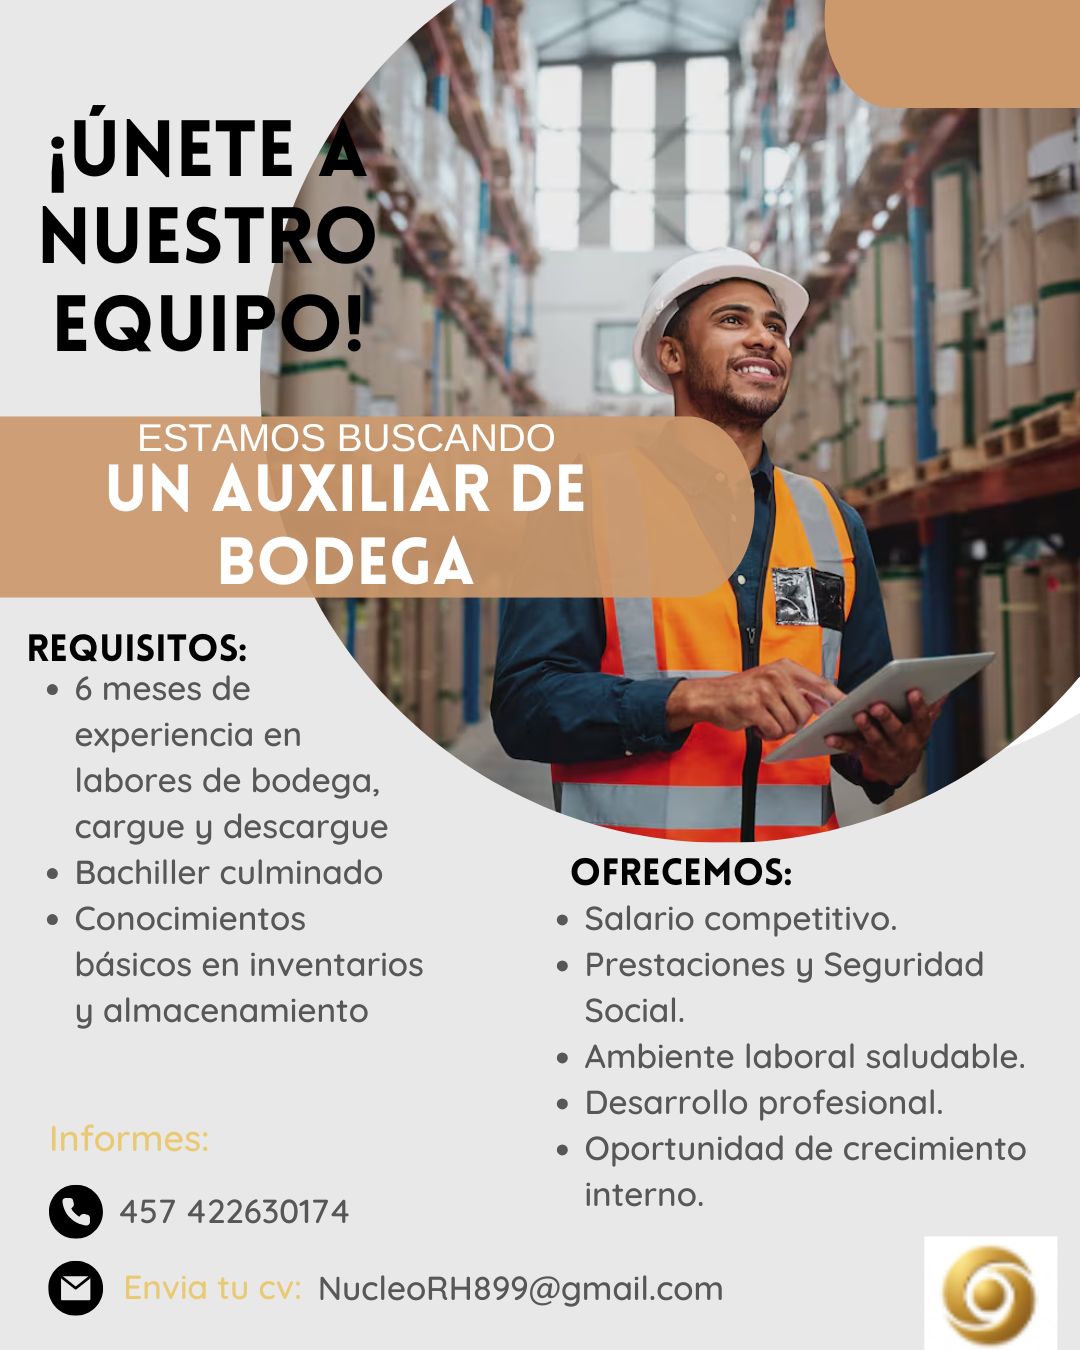 ¡ÚNETE A
NUESTRO
EQUIPO!
ESTAMOS BUSCANDO
UN AUXILIAR DE
BODEGA
REQUISITOS:
• 6 meses de
experiencia en
labores de bodega,
cargue y descargue
• Bachiller culminado
• Conocimientos
básicos en inventarios
y almacenamiento
OFRECEMOS:
• Salario competitivo.
• Prestaciones y Seguridad
Social.
• Ambiente laboral saludable.
• Desarrollo profesional.
• Oportunidad de crecimiento
interno.
Informes:
457 422630174
Envia tu cv: NucleoRH899@gmail.com